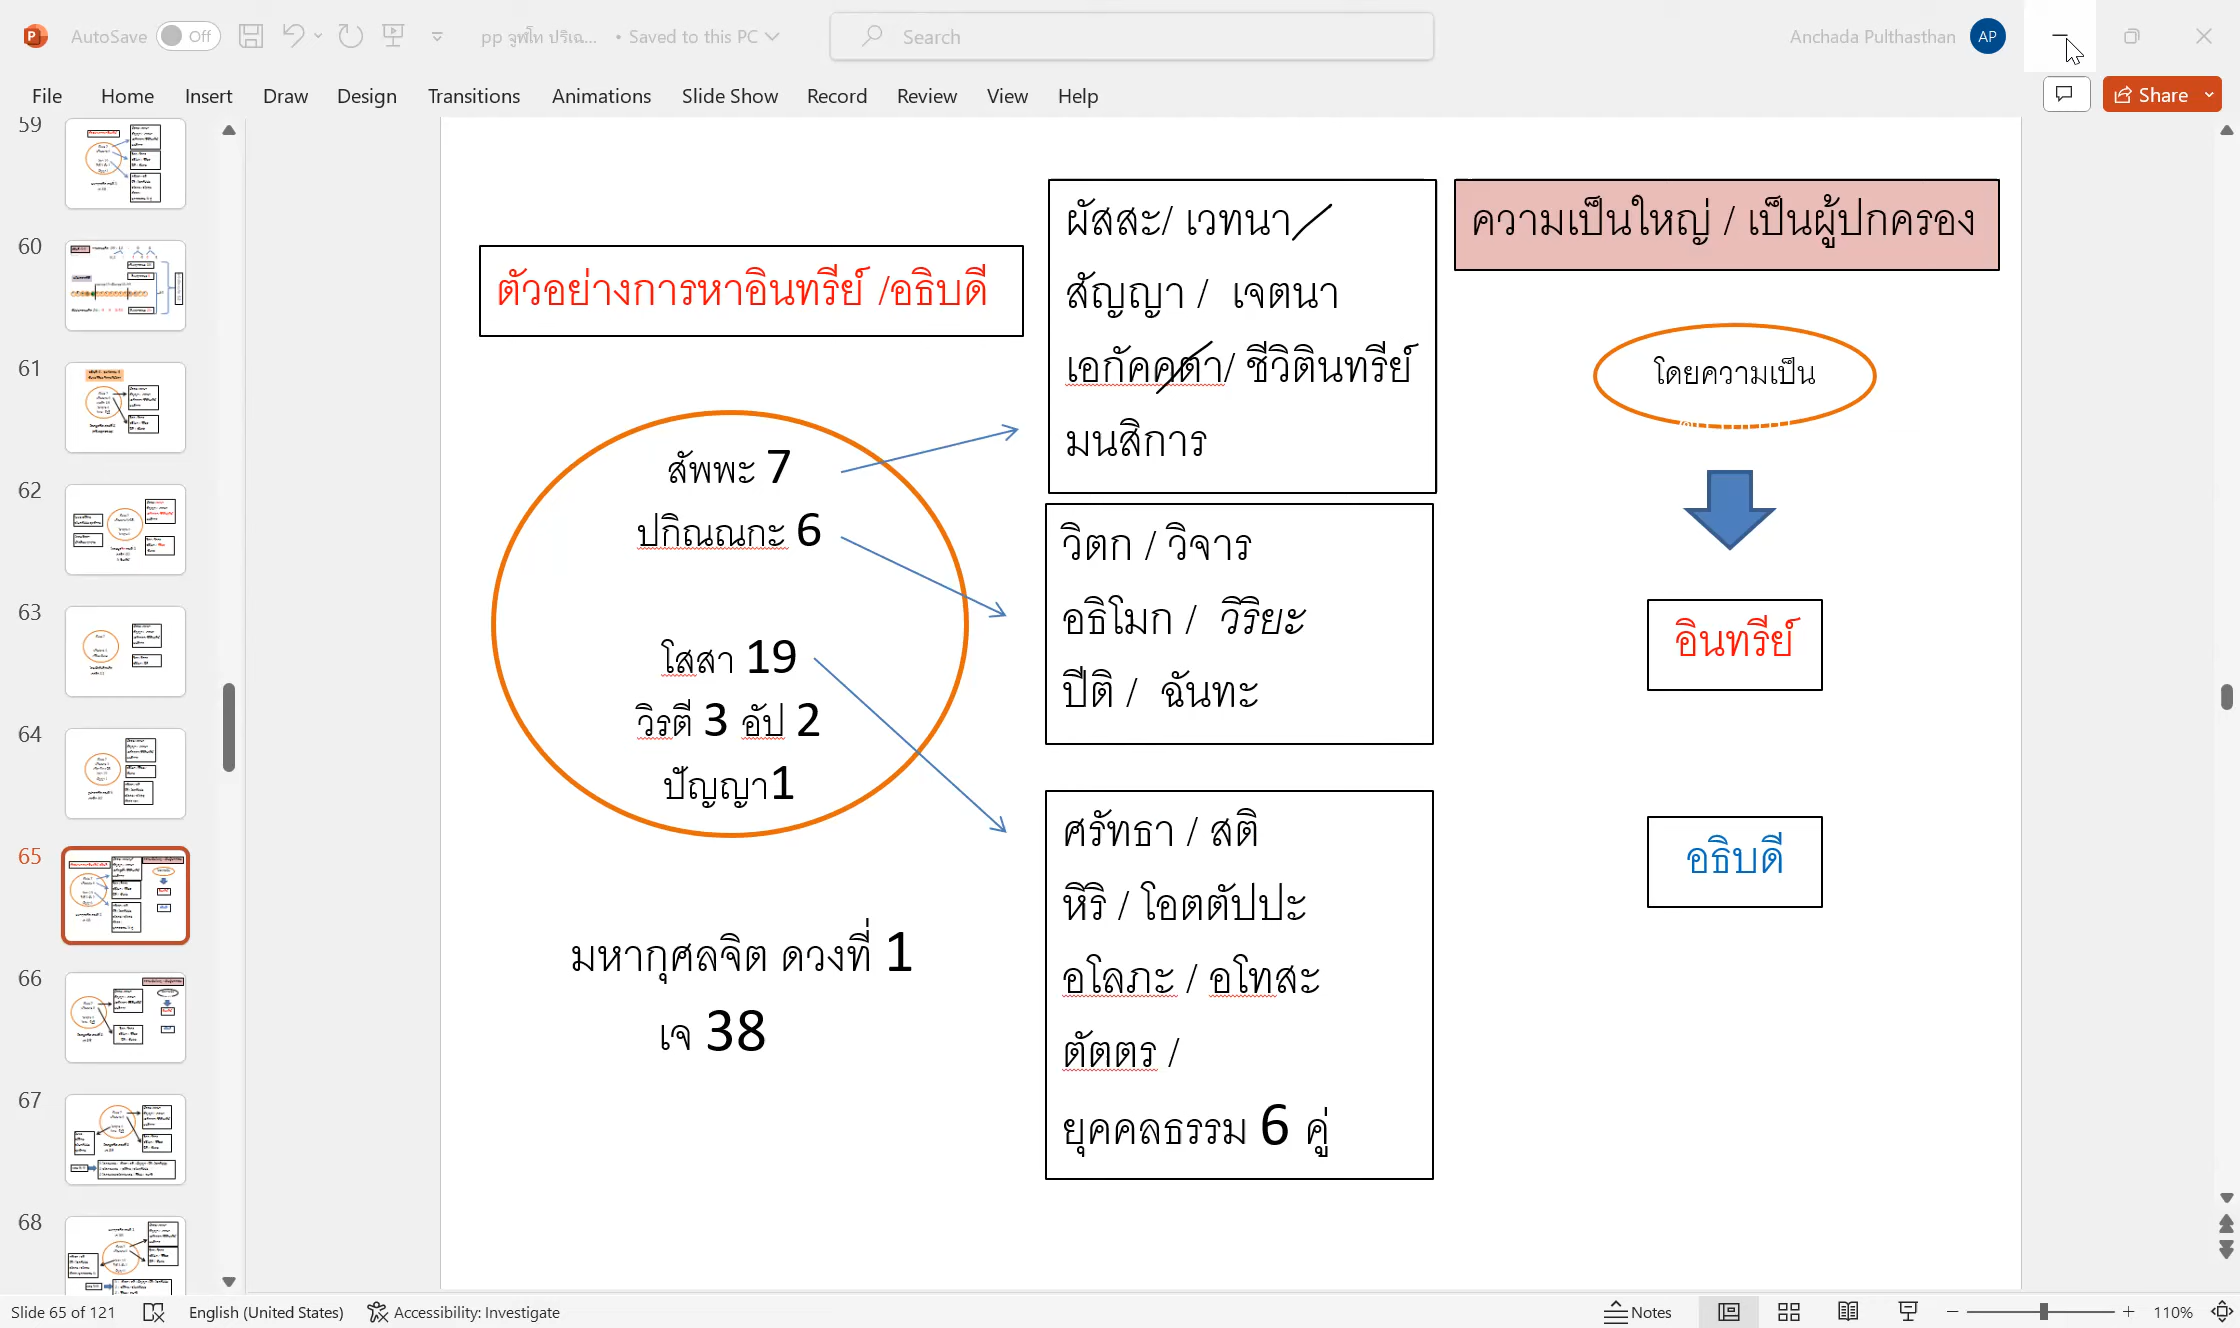 AutoSave Off
pp จูฬโท ปริเฉ... • Saved to this PC
Search
Anchada Pulthasthan AP
File Home Insert Draw Design Transitions Animations Slide Show Record Review View Help
Share
59
60
61
62
63
64
65
66
67
68
ตัวอย่างการหาอินทรีย์ /อธิบดี
สัพพะ 7
ปกิณณกะ 6
โสสา 19
วิรตี 3 อัป 2
ปัญญา1
มหากุศลจิต ดวงที่ 1
เจ 38
ผัสสะ/ เวทนา/
สัญญา / เจตนา
เอกัคคตา/ ชีวิตินทรีย์
มนสิการ
วิตก / วิจาร
อธิโมก / วิริยะ
ปีติ / ฉันทะ
ศรัทธา / สติ
หิริ / โอตตัปปะ
อโลภะ / อโทสะ
ตัตตร /
ยุคคลธรรม 6 คู่
ความเป็นใหญ่ / เป็นผู้ปกครอง
โดยความเป็น
อินทรีย์
อธิบดี
Slide 65 of 121
English (United States)
Accessibility: Investigate
Notes
110%